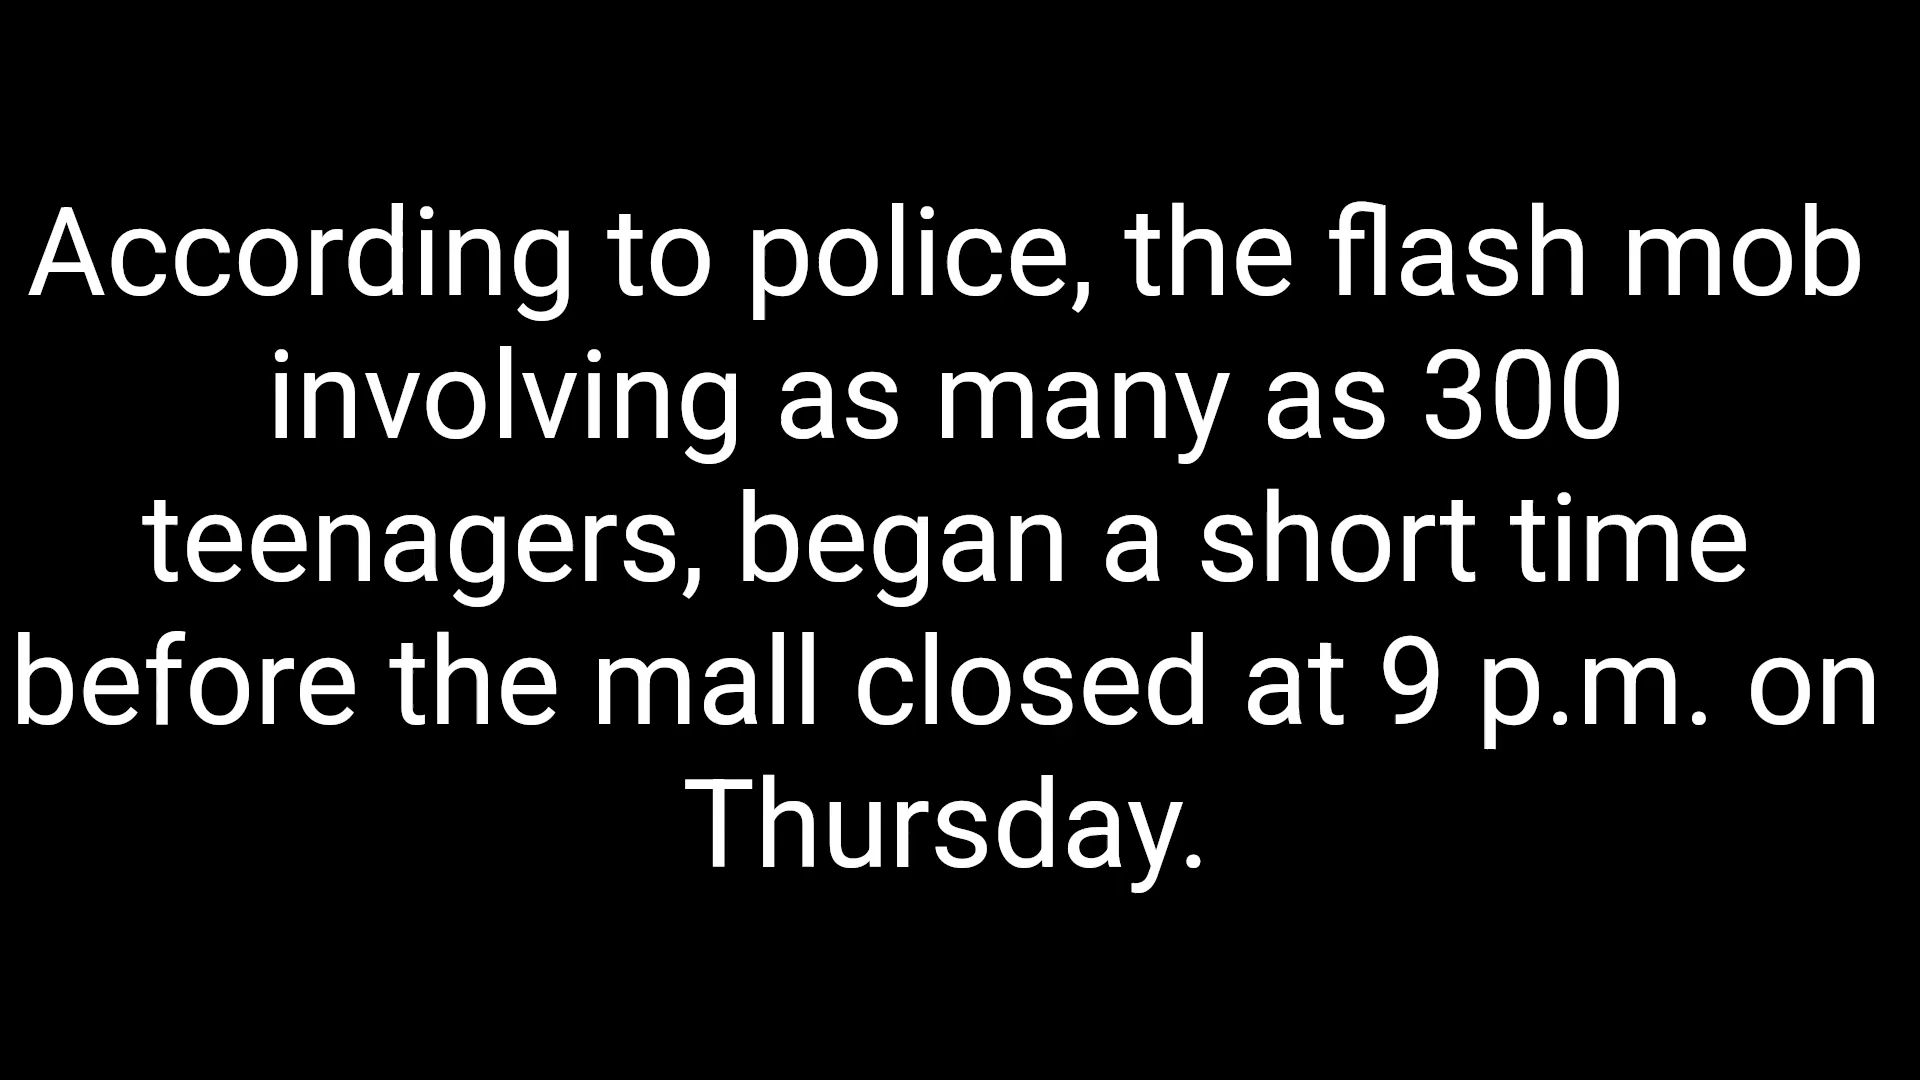 According to police, the flash mob
involving as many as 300
teenagers, began a short time
before the mall closed at 9 p.m. on
Thursday.